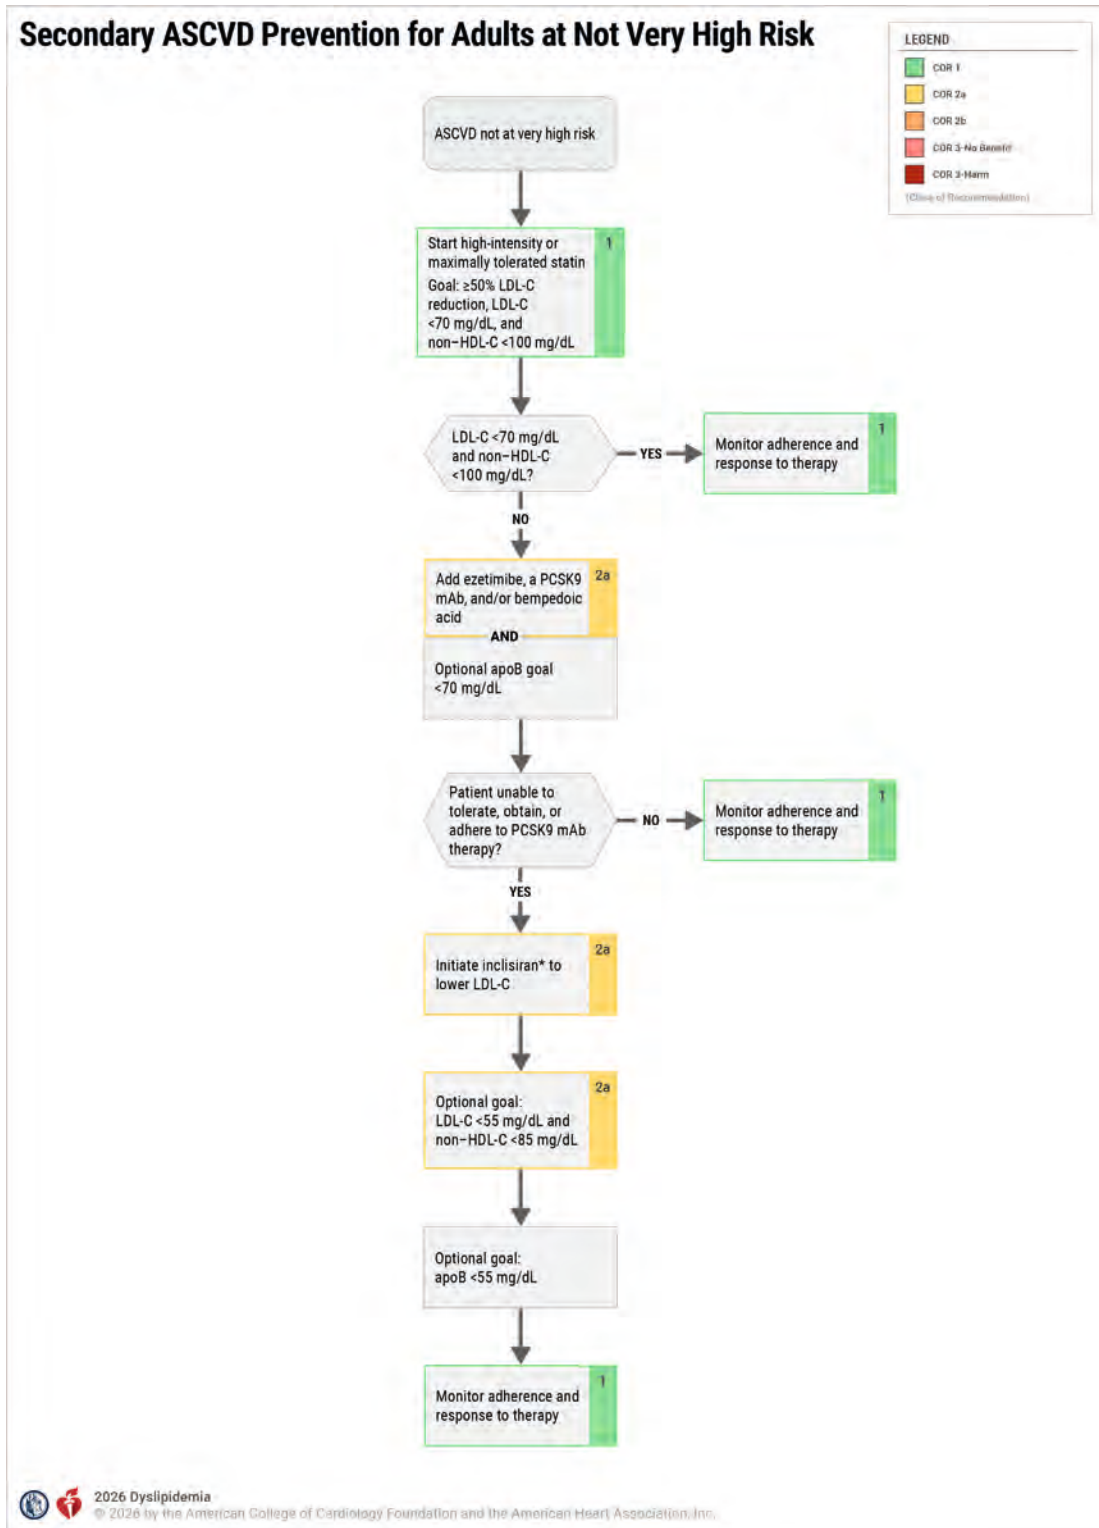 Secondary ASCVD Prevention for Adults at Not Very High Risk
LEGEND
COR 1
COR 2a
COR 2b
COR 3-No Benefit
COR 3-Harm
(Class of Recommendation)
ASCVD not at very high risk
Start high-intensity or
maximally tolerated statin
Goal: ≥50% LDL-C
reduction, LDL-C
<70 mg/dL, and
non–HDL-C <100 mg/dL
1
LDL-C <70 mg/dL
and non–HDL-C
<100 mg/dL?
YES
Monitor adherence and
response to therapy
1
NO
Add ezetimibe, a PCSK9
mAb, and/or bempedoic
acid
2a
AND
Optional apoB goal
<70 mg/dL
Patient unable to
tolerate, obtain, or
adhere to PCSK9 mAb
therapy?
NO
Monitor adherence and
response to therapy
1
YES
Initiate inclisiran* to
lower LDL-C
2a
Optional goal:
LDL-C <55 mg/dL and
non–HDL-C <85 mg/dL
2a
Optional goal:
apoB <55 mg/dL
Monitor adherence and
response to therapy
1
2026 Dyslipidemia
© 2026 by the American College of Cardiology Foundation and the American Heart Association, Inc.